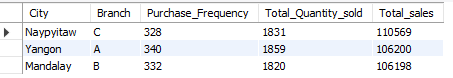 City Branch Purchase_Frequency Total_Quantity_sold Total_sales
Naypyitaw C 328 1831 110569
Yangon A 340 1859 106200
Mandalay B 332 1820 106198